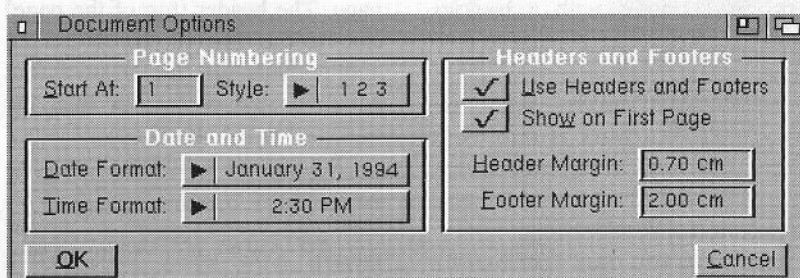 Document Options
Page Numbering
Start At: 1 Style: 1 2 3
Date and Time
Date Format: January 31, 1994
Time Format: 2:30 PM
Headers and Footers
Use Headers and Footers
Show on First Page
Header Margin: 0.70 cm
Footer Margin: 2.00 cm
OK
Cancel